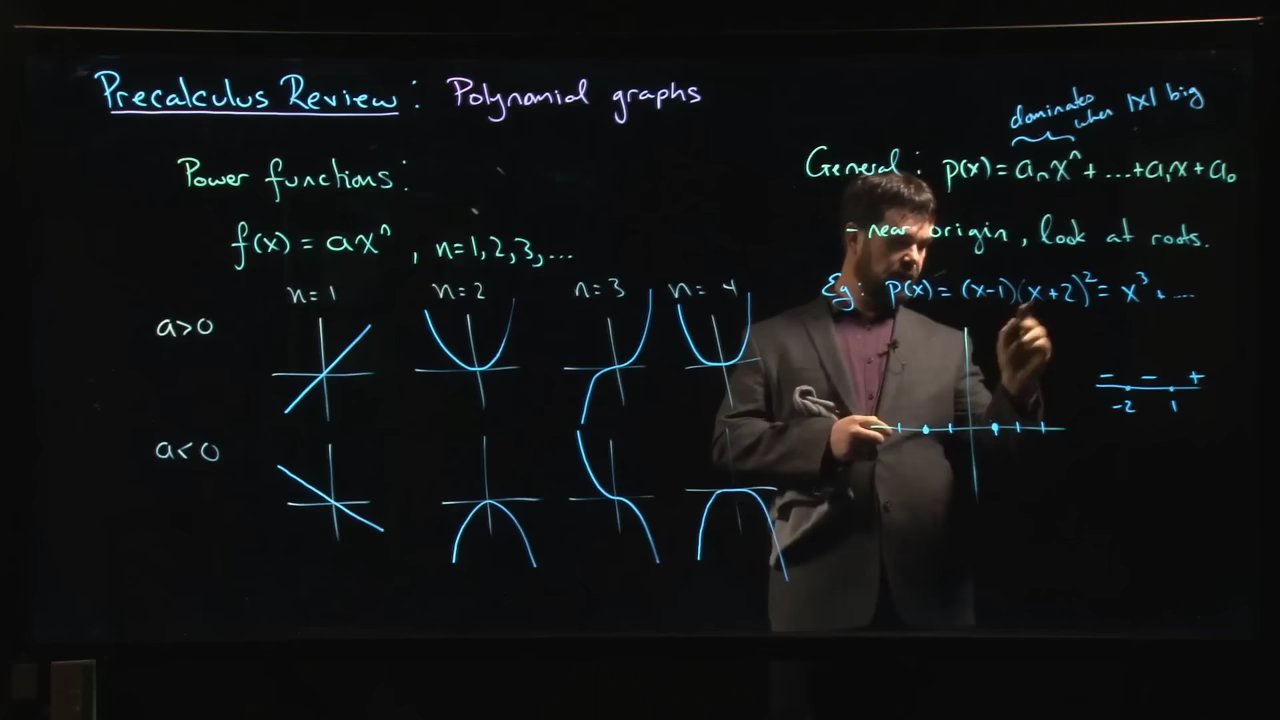 Precalculus Review: Polynomial graphs
Power functions:
f(x) = axⁿ, n=1,2,3,...
n=1 n=2 n=3 n=4
a>0
a<0
dominates when |x| big
General: p(x) = aₙxⁿ + ... + a₁x + a₀
- near origin, look at roots.
Eg: p(x) = (x-1)(x+2)² = x³ + ...
- - +
-2 1